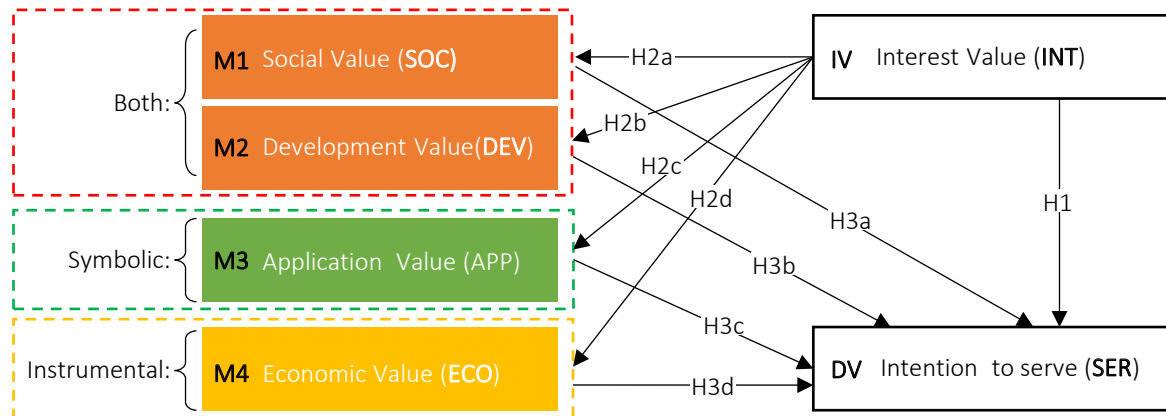 Both:
M1 Social Value (SOC)
M2 Development Value(DEV)
Symbolic:
M3 Application Value (APP)
Instrumental:
M4 Economic Value (ECO)
H2a
H2b
H2c
H2d
H3a
H3b
H3c
H3d
IV Interest Value (INT)
H1
DV Intention to serve (SER)